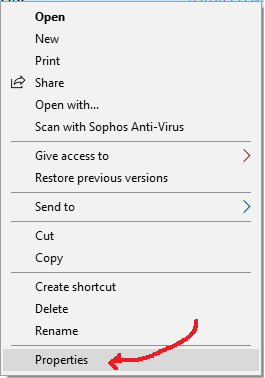 Open
New
Print
Share
Open with...
Scan with Sophos Anti-Virus
Give access to
Restore previous versions
Send to
Cut
Copy
Create shortcut
Delete
Rename
Properties